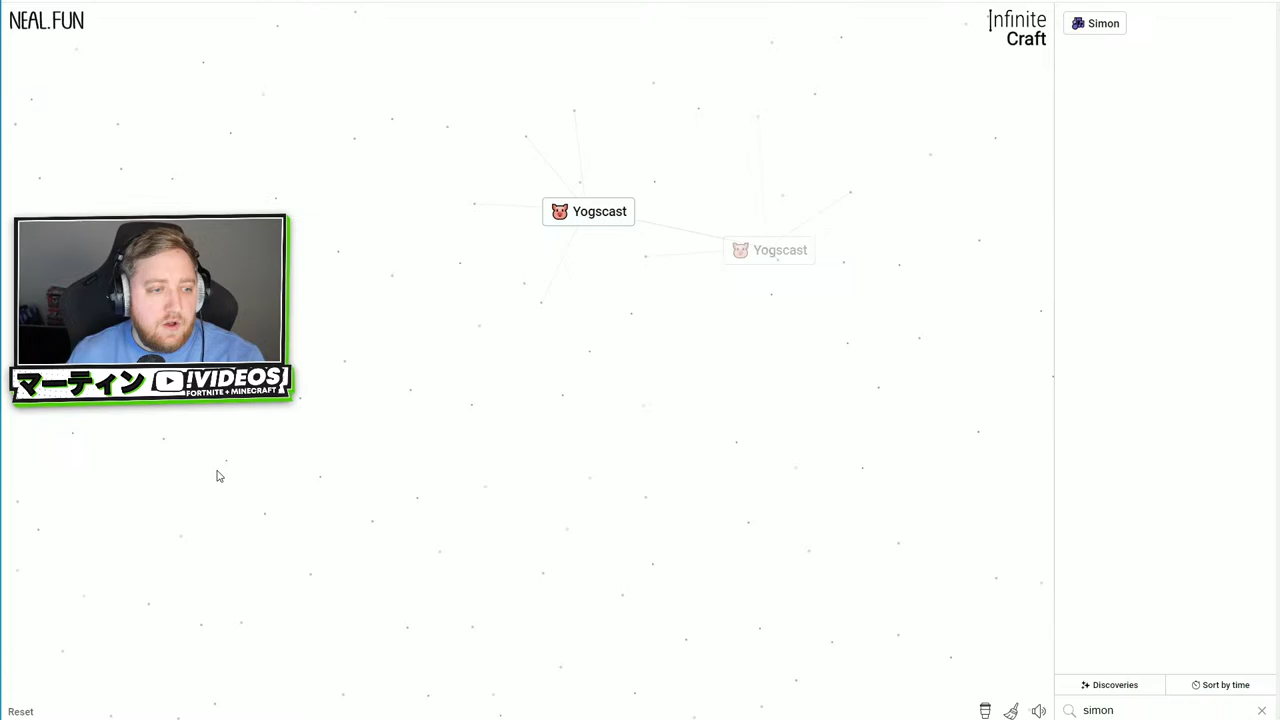 NEAL.FUN
Infinite
Craft
Simon
Yogscast
Yogscast
マーティン !VIDEOS
FORTNITE + MINECRAFT
Discoveries
Sort by time
Reset
simon